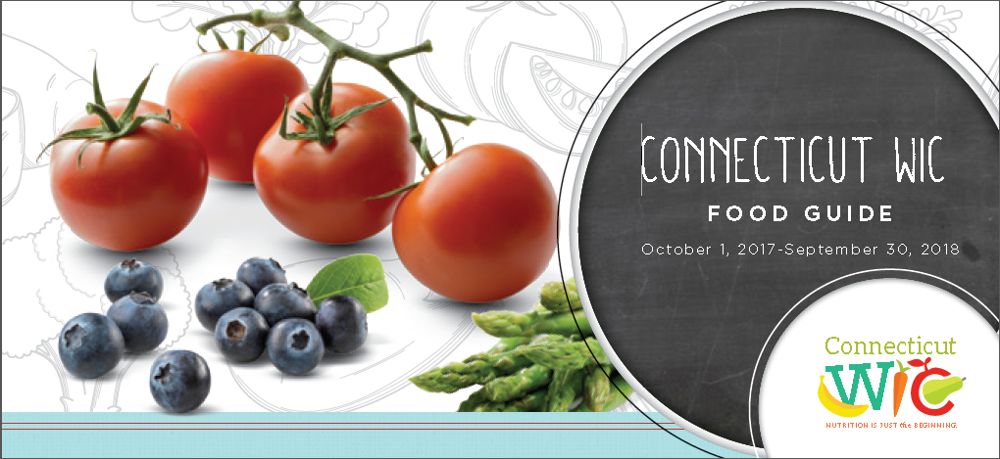 CONNECTICUT WIC
FOOD GUIDE
October 1, 2017-September 30, 2018
Connecticut
WIC
NUTRITION IS JUST the BEGINNING.